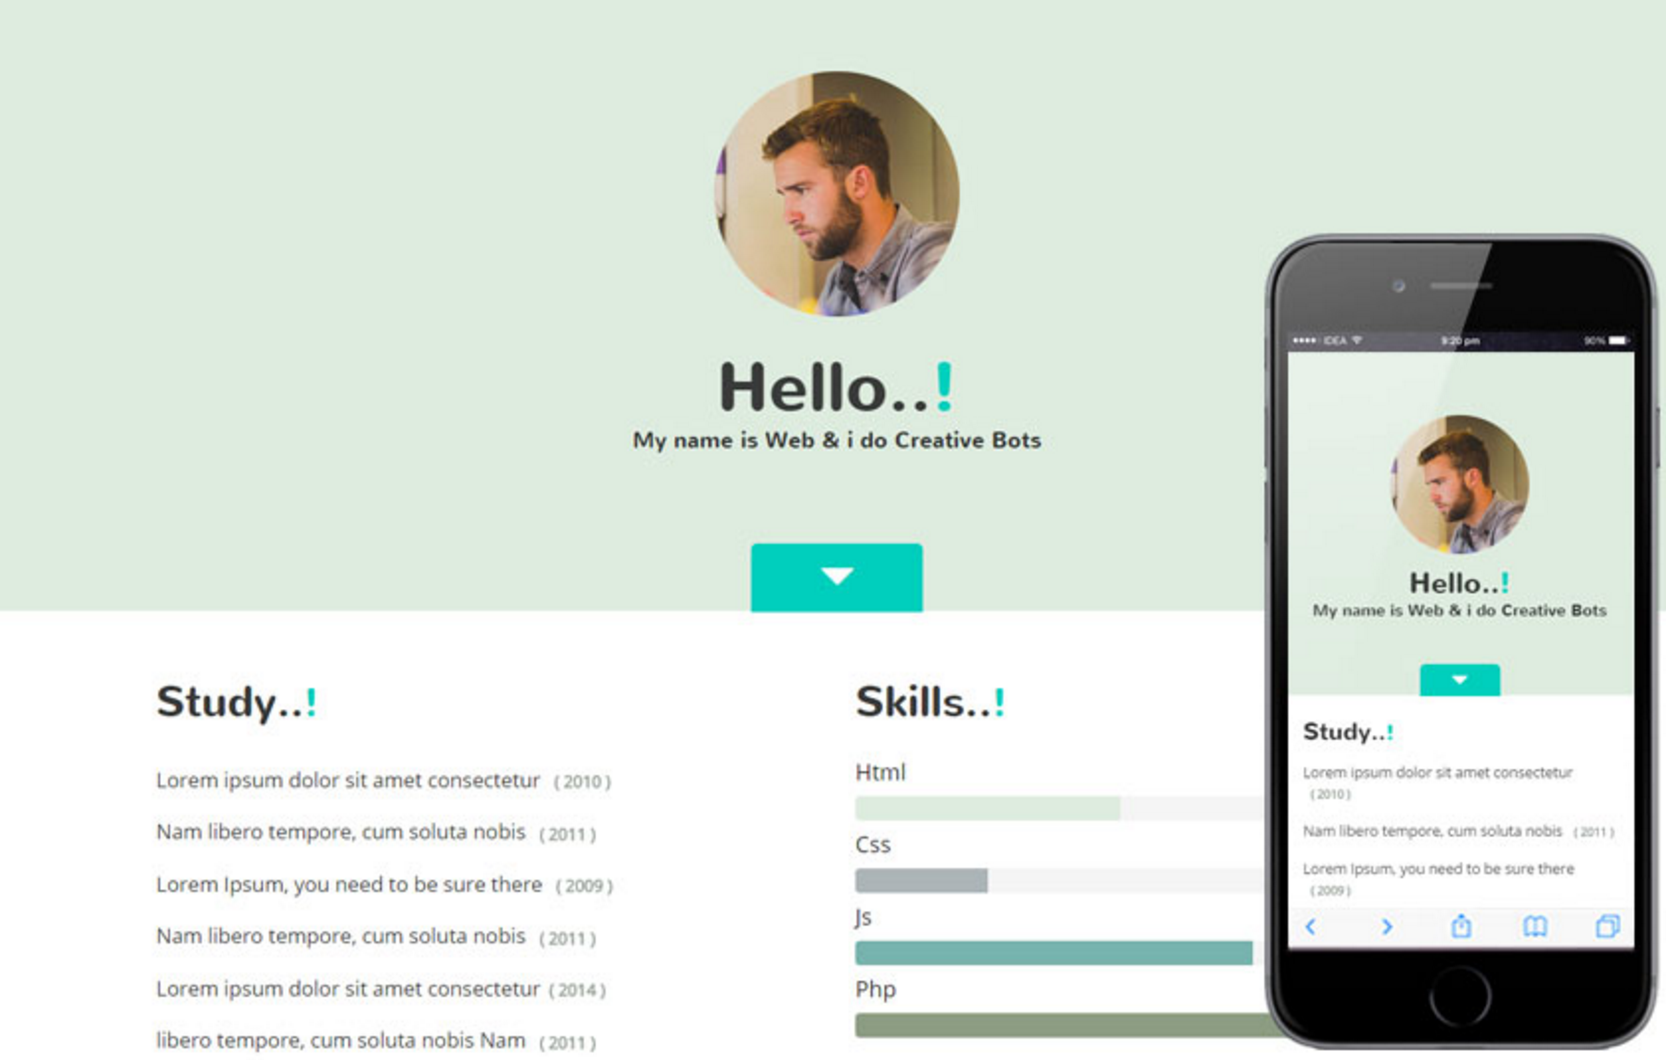 Hello..!
My name is Web & i do Creative Bots
Study..!
Lorem ipsum dolor sit amet consectetur ( 2010 )
Nam libero tempore, cum soluta nobis ( 2011 )
Lorem Ipsum, you need to be sure there ( 2009 )
Nam libero tempore, cum soluta nobis ( 2011 )
Lorem ipsum dolor sit amet consectetur ( 2014 )
libero tempore, cum soluta nobis Nam ( 2011 )
Skills..!
Html
Css
Js
Php
IDEA 9:20 pm 90%
Hello..!
My name is Web & i do Creative Bots
Study..!
Lorem ipsum dolor sit amet consectetur
( 2010 )
Nam libero tempore, cum soluta nobis ( 2011 )
Lorem Ipsum, you need to be sure there
( 2009 )